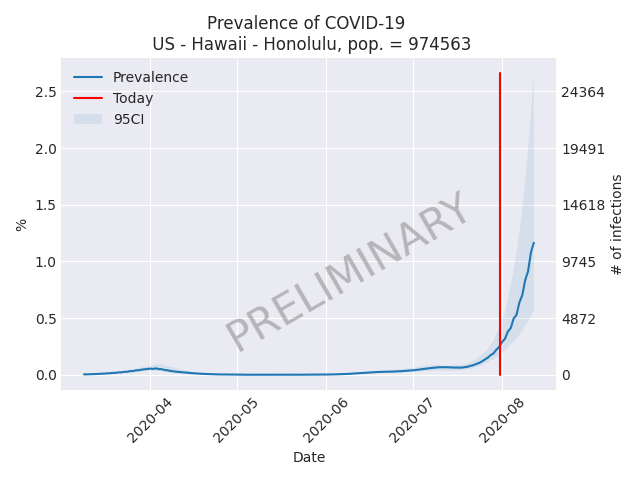 Prevalence of COVID-19
US - Hawaii - Honolulu, pop. = 974563
Prevalence
Today
95CI
2.5
2.0
1.5
1.0
0.5
0.0
%
24364
19491
14618
9745
4872
0
# of infections
PRELIMINARY
2020-04
2020-05
2020-06
2020-07
2020-08
Date